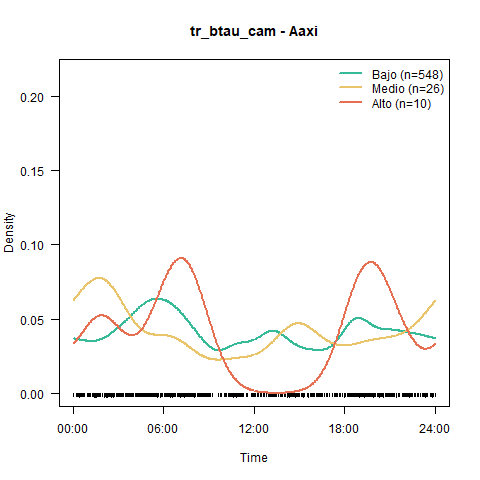 tr_btau_cam - Aaxi
Bajo (n=548)
Medio (n=26)
Alto (n=10)
Density
0.20
0.15
0.10
0.05
0.00
00:00 06:00 12:00 18:00 24:00
Time